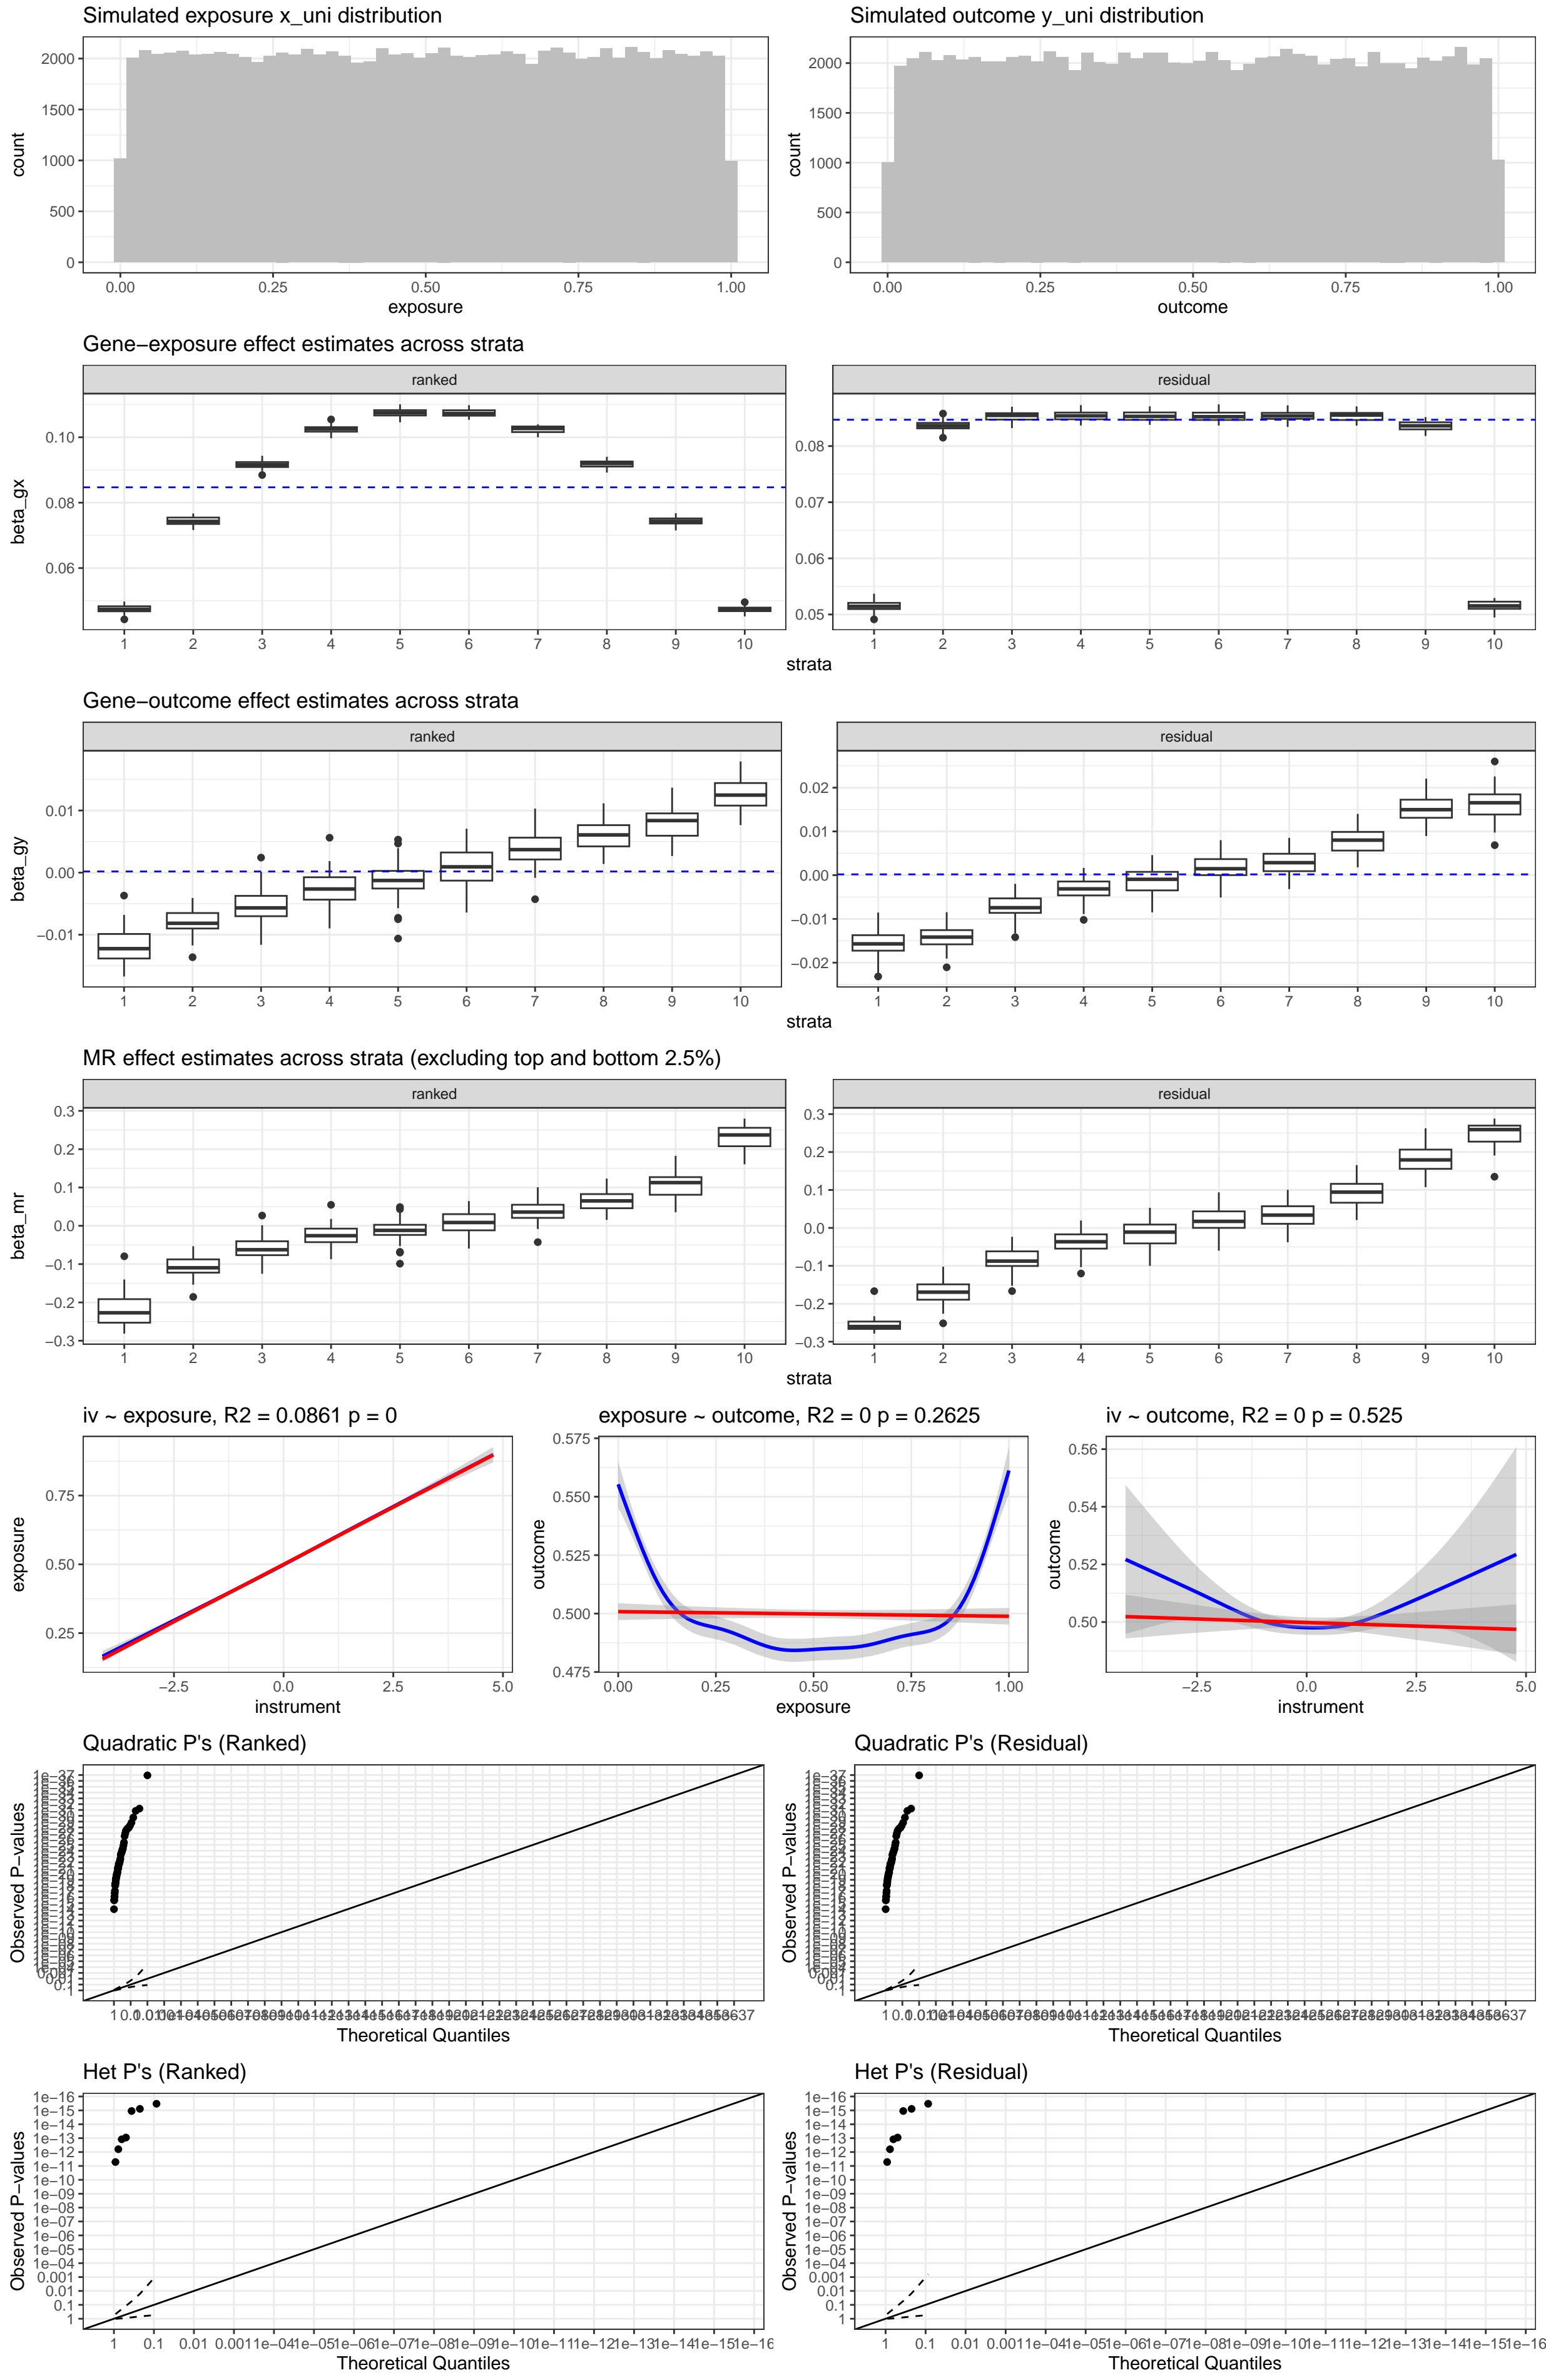 Simulated exposure x_uni distribution
Simulated outcome y_uni distribution
2000
1500
1000
500
0
count
0.00 0.25 0.50 0.75 1.00
exposure
2000
1500
1000
500
0
count
0.00 0.25 0.50 0.75 1.00
outcome
Gene−exposure effect estimates across strata
ranked
residual
0.10
0.08
0.06
beta_gx
1 2 3 4 5 6 7 8 9 10
0.08
0.07
0.06
0.05
1 2 3 4 5 6 7 8 9 10
strata
Gene−outcome effect estimates across strata
ranked
residual
0.01
0.00
−0.01
beta_gy
1 2 3 4 5 6 7 8 9 10
0.02
0.01
0.00
−0.01
−0.02
1 2 3 4 5 6 7 8 9 10
strata
MR effect estimates across strata (excluding top and bottom 2.5%)
ranked
residual
0.3
0.2
0.1
0.0
−0.1
−0.2
−0.3
beta_mr
1 2 3 4 5 6 7 8 9 10
0.3
0.2
0.1
0.0
−0.1
−0.2
−0.3
1 2 3 4 5 6 7 8 9 10
strata
iv ~ exposure, R2 = 0.0861 p = 0
exposure ~ outcome, R2 = 0 p = 0.2625
iv ~ outcome, R2 = 0 p = 0.525
0.75
0.50
0.25
exposure
−2.5 0.0 2.5 5.0
instrument
0.575
0.550
0.525
0.500
0.475
outcome
0.00 0.25 0.50 0.75 1.00
exposure
0.56
0.54
0.52
0.50
outcome
−2.5 0.0 2.5 5.0
instrument
Quadratic P's (Ranked)
Quadratic P's (Residual)
1e−37
0.1
1
Observed P−values
Theoretical Quantiles
1e−37
0.1
1
Observed P−values
Theoretical Quantiles
Het P's (Ranked)
Het P's (Residual)
1e−16
1e−15
1e−14
1e−13
1e−12
1e−11
1e−10
1e−09
1e−08
1e−07
1e−06
1e−05
1e−04
0.001
0.01
0.1
1
Observed P−values
1 0.1 0.01 0.001 1e−04 1e−05 1e−06 1e−07 1e−08 1e−09 1e−10 1e−11 1e−12 1e−13 1e−14 1e−15 1e−16
Theoretical Quantiles
1e−16
1e−15
1e−14
1e−13
1e−12
1e−11
1e−10
1e−09
1e−08
1e−07
1e−06
1e−05
1e−04
0.001
0.01
0.1
1
Observed P−values
1 0.1 0.01 0.001 1e−04 1e−05 1e−06 1e−07 1e−08 1e−09 1e−10 1e−11 1e−12 1e−13 1e−14 1e−15 1e−16
Theoretical Quantiles